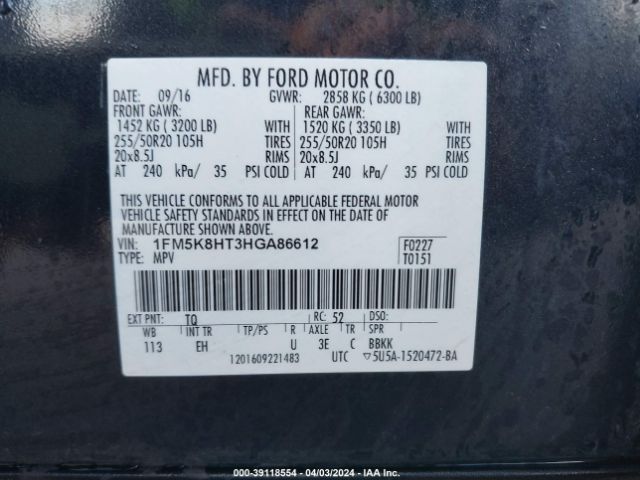 MFD. BY FORD MOTOR CO.
DATE: 09/16 GVWR: 2858 KG ( 6300 LB)
FRONT GAWR: REAR GAWR:
1452 KG ( 3200 LB) WITH 1520 KG ( 3350 LB) WITH
255/50R20 105H TIRES 255/50R20 105H TIRES
20x8.5J RIMS 20x8.5J RIMS
AT 240 kPa/ 35 PSI COLD AT 240 kPa/ 35 PSI COLD
THIS VEHICLE CONFORMS TO ALL APPLICABLE FEDERAL MOTOR
VEHICLE SAFETY STANDARDS IN EFFECT ON THE DATE OF
MANUFACTURE SHOWN ABOVE.
VIN: 1FM5K8HT3HGA86612 F0227
TYPE: MPV T0151
EXT PNT: TQ RC: 52 DSO:
WB INT TR TP/PS R AXLE TR SPR
113 EH U 3E C BBKK
1201609221483 UTC ▽5U5A-1520472-BA
000-39118554 - 04/03/2024 - IAA Inc.